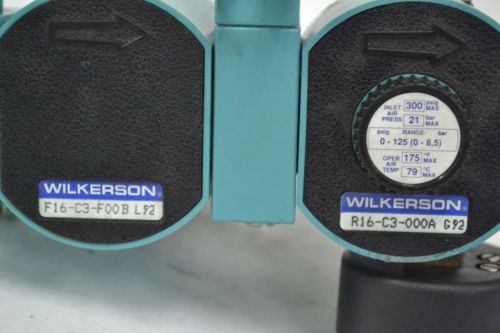 WILKERSON
F16-C3-F00B L92
INLET AIR PRESS 300 psig MAX
21 bar MAX
psig RANGE: bar
0 - 125 (0 - 8,5)
OPER AIR TEMP 175 °F MAX
79 °C MAX
WILKERSON
R16-C3-000A G92